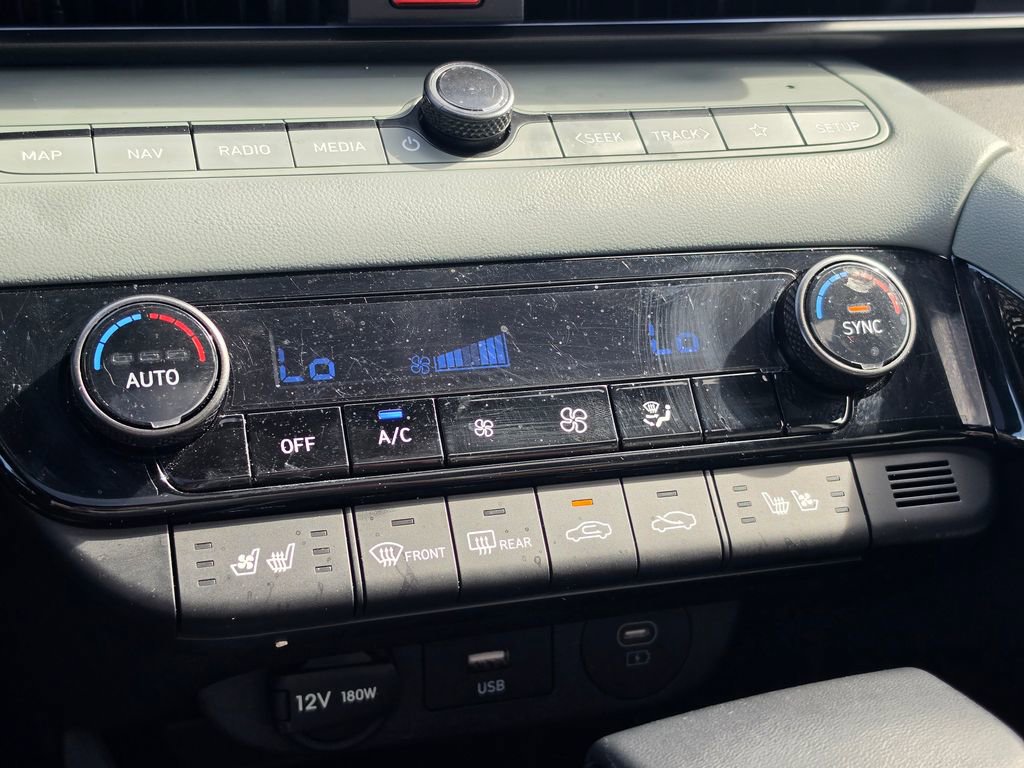 MAP NAV RADIO MEDIA <SEEK TRACK> SETUP
AUTO Lo Lo SYNC
OFF A/C
FRONT REAR
12V 180W USB